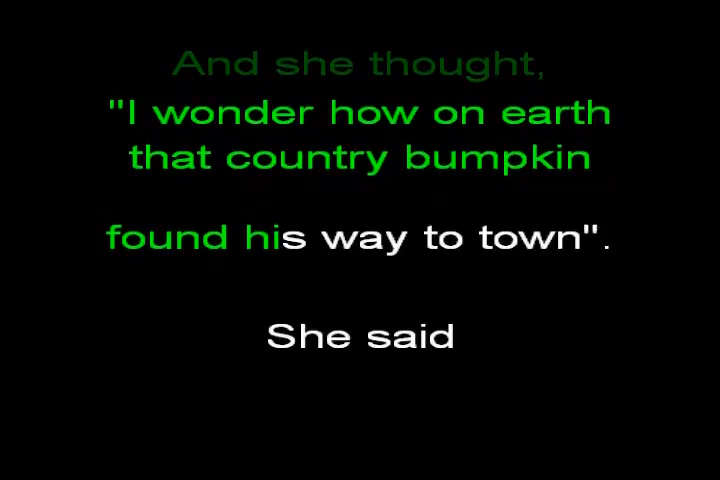 And she thought,
"I wonder how on earth
that country bumpkin
found his way to town".
She said